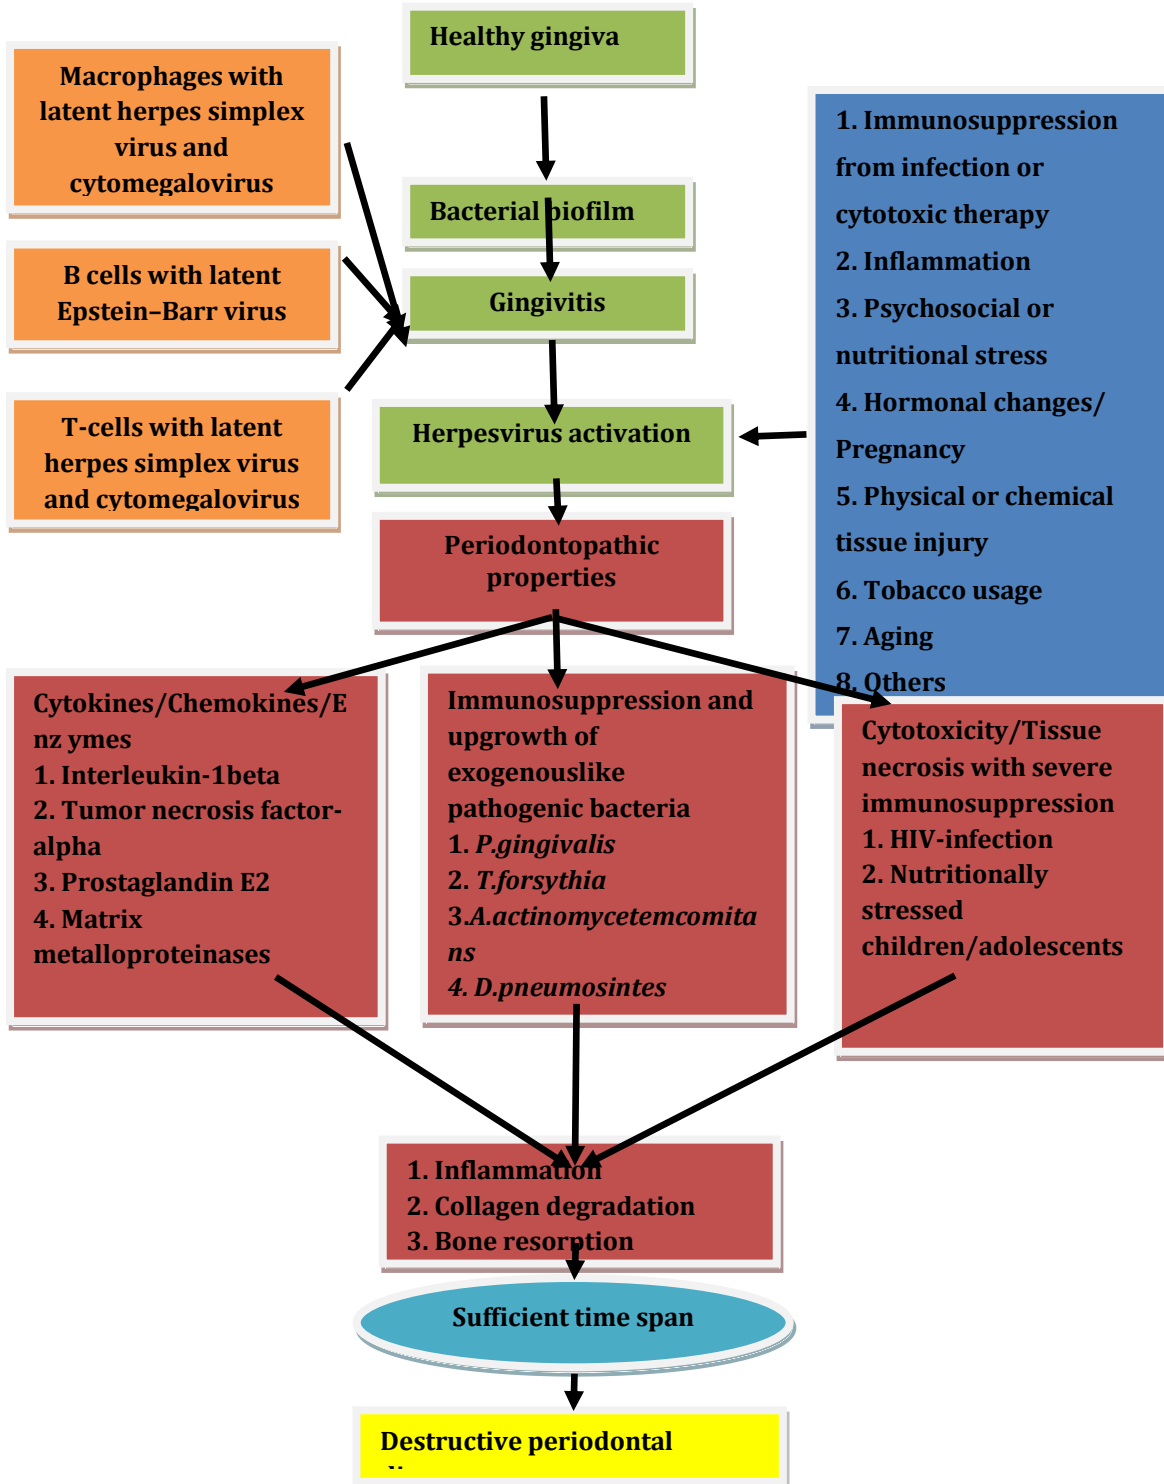 Healthy gingiva
Macrophages with
latent herpes simplex
virus and
cytomegalovirus
1. Immunosuppression
from infection or
cytotoxic therapy
2. Inflammation
3. Psychosocial or
nutritional stress
4. Hormonal changes/
Pregnancy
5. Physical or chemical
tissue injury
6. Tobacco usage
7. Aging
8. Others
Bacterial biofilm
B cells with latent
Epstein–Barr virus
Gingivitis
T-cells with latent
herpes simplex virus
and cytomegalovirus
Herpesvirus activation
Periodontopathic
properties
Cytokines/Chemokines/E
nz ymes
1. Interleukin-1beta
2. Tumor necrosis factor-
alpha
3. Prostaglandin E2
4. Matrix
metalloproteinases
Immunosuppression and
upgrowth of
exogenouslike
pathogenic bacteria
1. P.gingivalis
2. T.forsythia
3.A.actinomycetemcomita
ns
4. D.pneumosintes
Cytotoxicity/Tissue
necrosis with severe
immunosuppression
1. HIV-infection
2. Nutritionally
stressed
children/adolescents
1. Inflammation
2. Collagen degradation
3. Bone resorption
Sufficient time span
Destructive periodontal